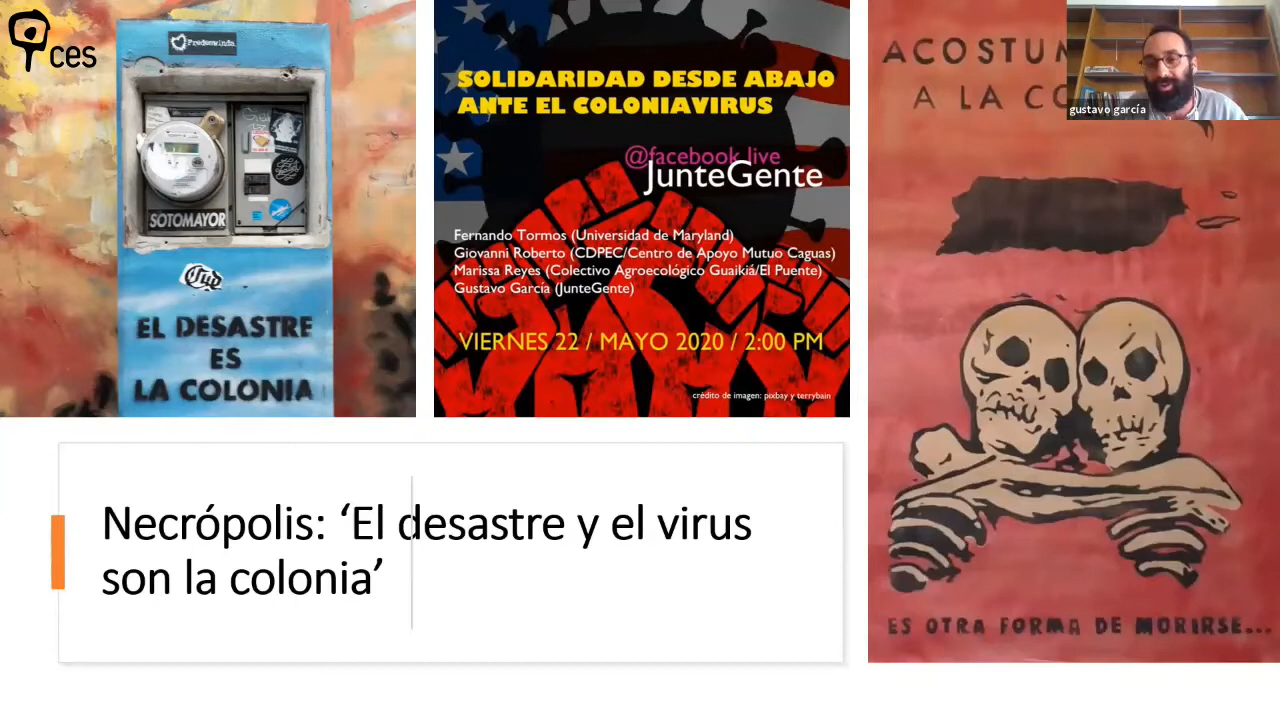 ces
SOTOMAYOR
EL DESASTRE
ES
LA COLONIA
SOLIDARIDAD DESDE ABAJO
ANTE EL COLONIAVIRUS
@facebook live
JunteGente
Fernando Tormos (Universidad de Maryland)
Giovanni Roberto (CDPEC/Centro de Apoyo Mutuo Caguas)
Marissa Reyes (Colectivo Agroecológico Guaikiá/El Puente)
Gustavo García (JunteGente)
VIERNES 22 / MAYO 2020 / 2:00 PM
crédito de imagen: pixbay y terrybain
A LA
gustavo garcía
ES OTRA FORMA DE MORIRSE...
Necrópolis: ‘El desastre y el virus
son la colonia’